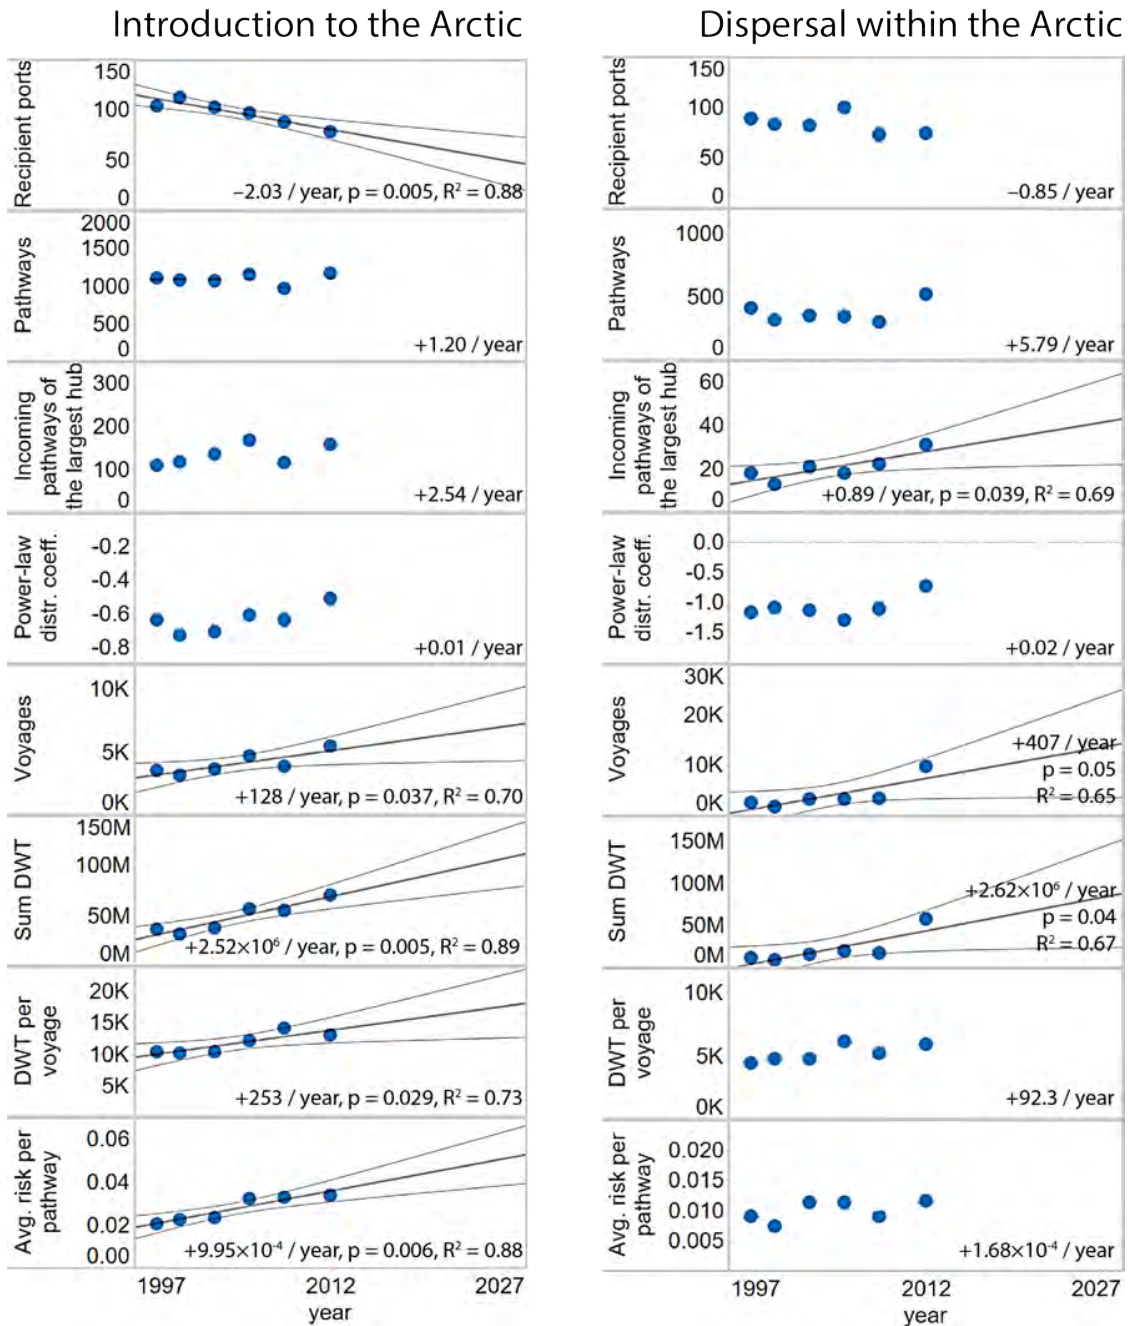 Introduction to the Arctic
Recipient ports
150
100
50
0
–2.03 / year, p = 0.005, R² = 0.88
Pathways
2000
1500
1000
500
0
+1.20 / year
Incoming
pathways of
the largest hub
300
200
100
0
+2.54 / year
Power-law
distr. coeff.
-0.2
-0.4
-0.6
-0.8
+0.01 / year
Voyages
10K
5K
0K
+128 / year, p = 0.037, R² = 0.70
Sum DWT
150M
100M
50M
0M
+2.52×10⁶ / year, p = 0.005, R² = 0.89
DWT per
voyage
20K
15K
10K
5K
+253 / year, p = 0.029, R² = 0.73
Avg. risk per
pathway
0.06
0.04
0.02
0.00
+9.95×10⁻⁴ / year, p = 0.006, R² = 0.88
1997
2012
2027
year
Dispersal within the Arctic
Recipient ports
150
100
50
0
–0.85 / year
Pathways
1000
500
0
+5.79 / year
Incoming
pathways of
the largest hub
60
40
20
0
+0.89 / year, p = 0.039, R² = 0.69
Power-law
distr. coeff.
0.0
-0.5
-1.0
-1.5
+0.02 / year
Voyages
30K
20K
10K
0K
+407 / year
p = 0.05
R² = 0.65
Sum DWT
150M
100M
50M
0M
+2.62×10⁶ / year
p = 0.04
R² = 0.67
DWT per
voyage
10K
5K
0K
+92.3 / year
Avg. risk per
pathway
0.020
0.015
0.010
0.005
+1.68×10⁻⁴ / year
1997
2012
2027
year